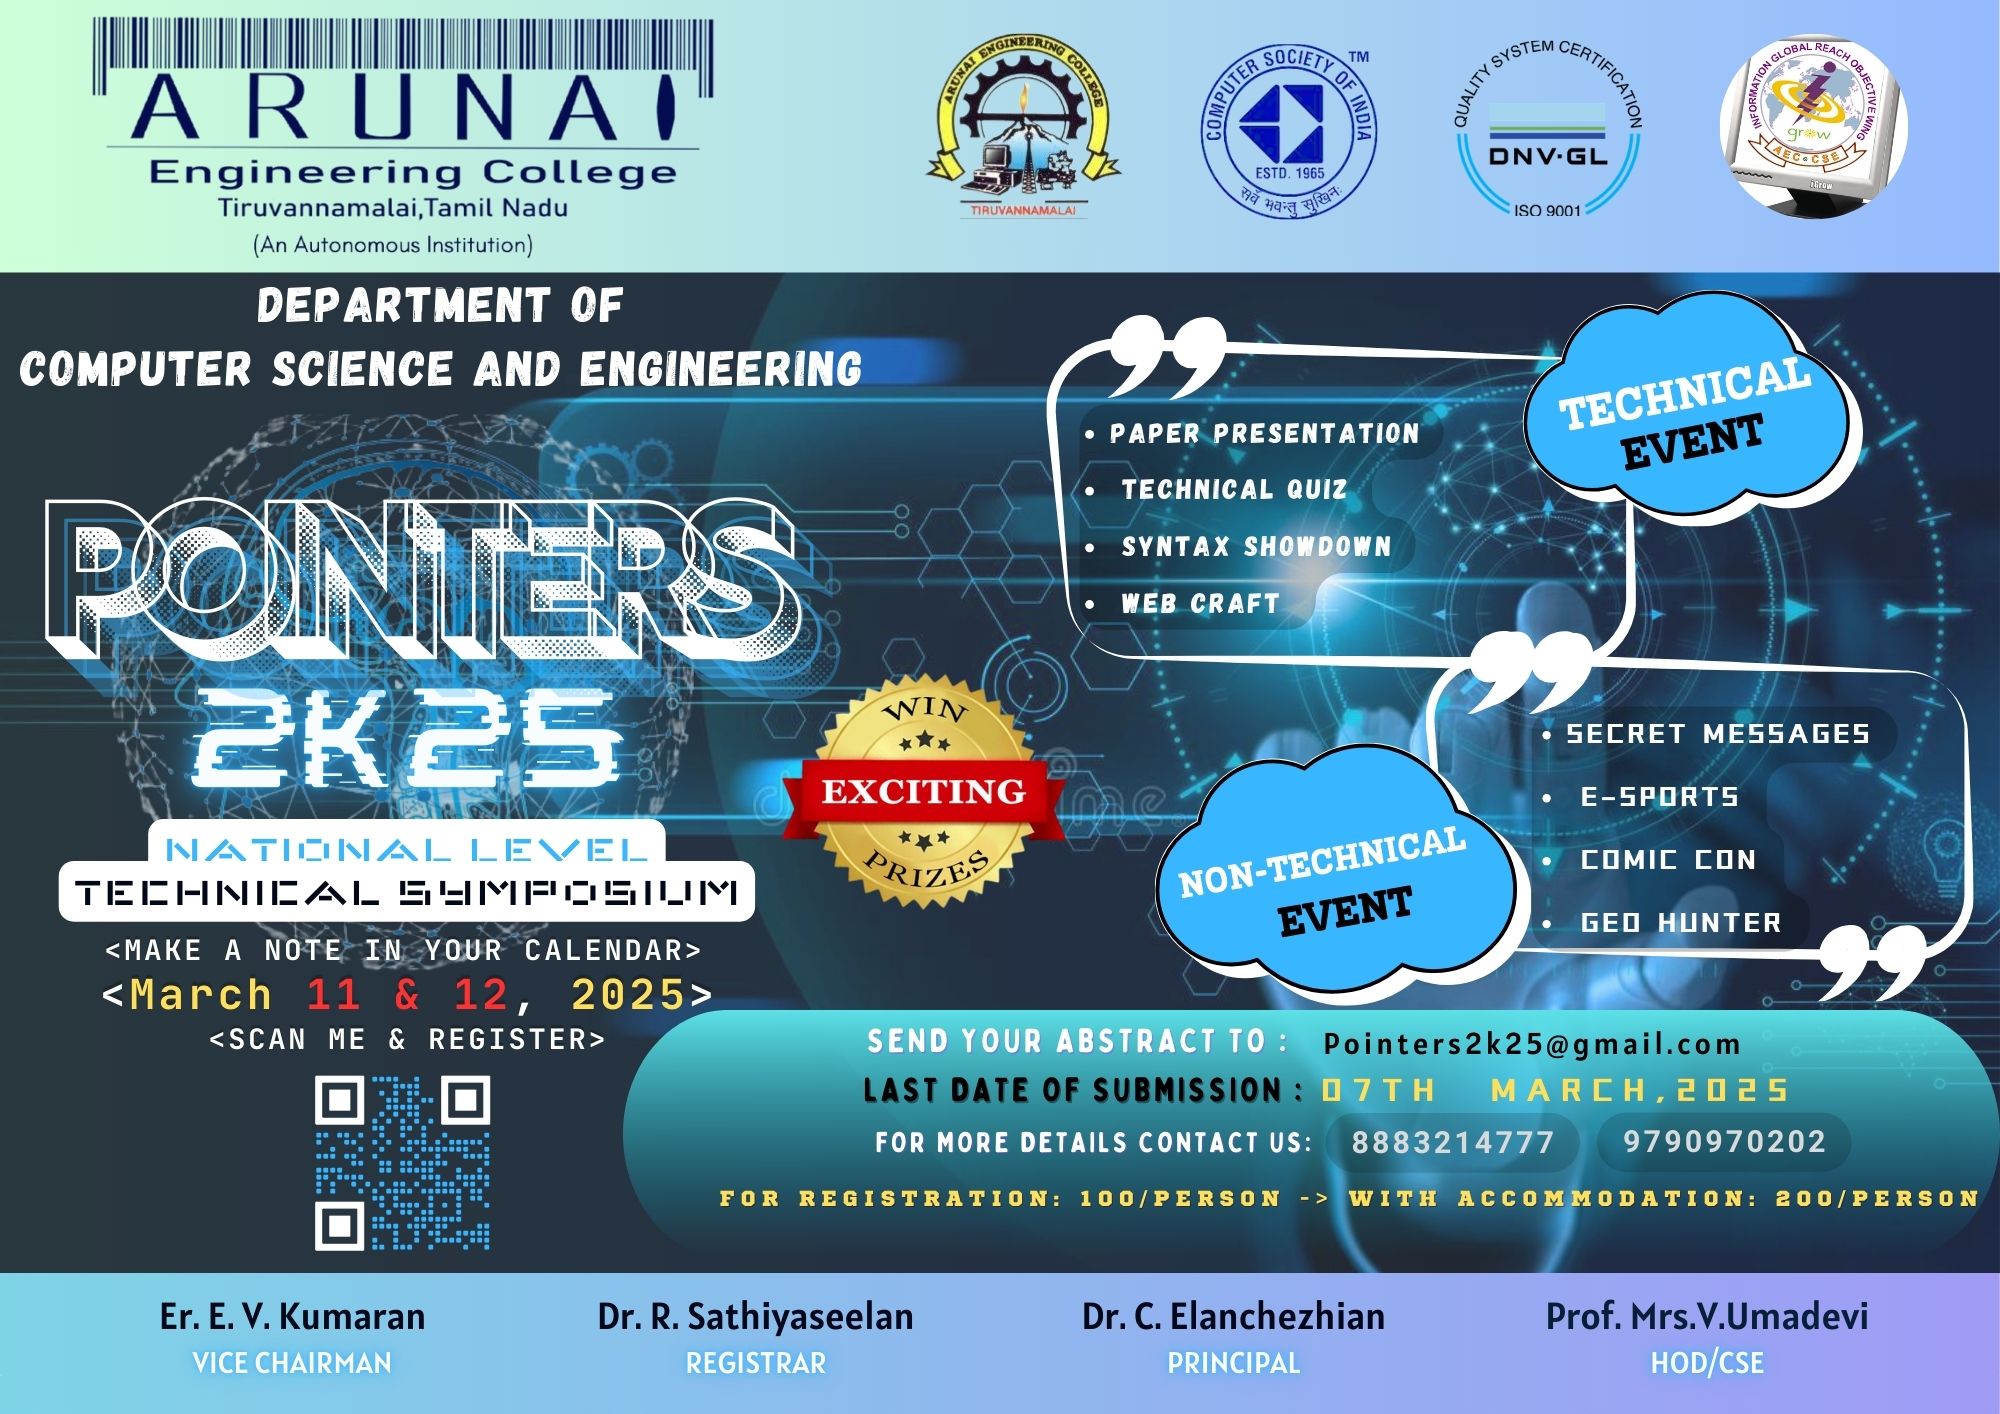 ARUNAI
Engineering College
Tiruvannamalai,Tamil Nadu
(An Autonomous Institution)
ARUNAI ENGINEERING COLLEGE
TIRUVANNAMALAI
COMPUTER SOCIETY OF INDIA
TM
ESTD. 1965
सर्वे भवन्तु सुखिनः
QUALITY SYSTEM CERTIFICATION
DNV·GL
ISO 9001
INFORMATION GLOBAL REACH OBJECTIVE WING
grow
AEC CSE
iGrow
DEPARTMENT OF
COMPUTER SCIENCE AND ENGINEERING
POINTERS
2K25
NATIONAL LEVEL
TECHNICAL SYMPOSIUM
<MAKE A NOTE IN YOUR CALENDAR>
<March 11 & 12, 2025>
<SCAN ME & REGISTER>
WIN
EXCITING
PRIZES
TECHNICAL
EVENT
• PAPER PRESENTATION
• TECHNICAL QUIZ
• SYNTAX SHOWDOWN
• WEB CRAFT
NON-TECHNICAL
EVENT
• SECRET MESSAGES
• E-SPORTS
• COMIC CON
• GEO HUNTER
SEND YOUR ABSTRACT TO : Pointers2k25@gmail.com
LAST DATE OF SUBMISSION : 07TH MARCH,2025
FOR MORE DETAILS CONTACT US: 8883214777 9790970202
FOR REGISTRATION: 100/PERSON -> WITH ACCOMMODATION: 200/PERSON
Er. E. V. Kumaran
VICE CHAIRMAN
Dr. R. Sathiyaseelan
REGISTRAR
Dr. C. Elanchezhian
PRINCIPAL
Prof. Mrs.V.Umadevi
HOD/CSE